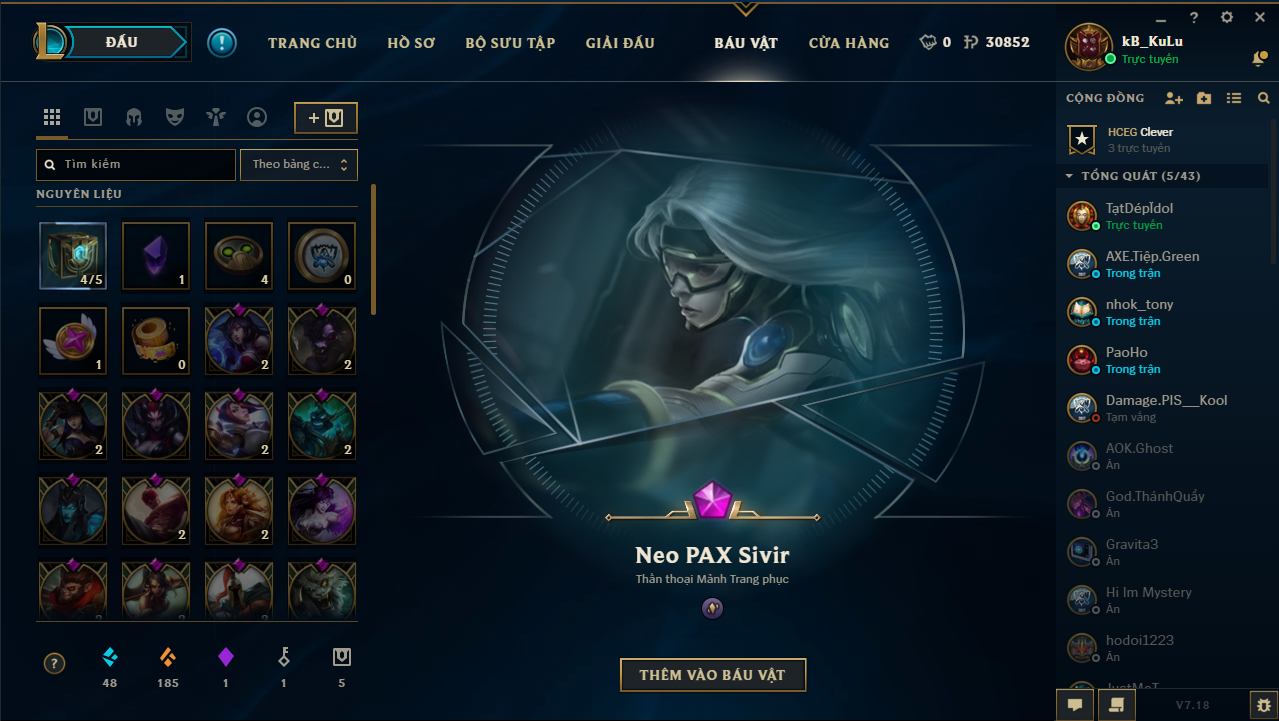 ĐẤU
!
TRANG CHỦ
HỒ SƠ
BỘ SƯU TẬP
GIẢI ĐẤU
BÁU VẬT
CỬA HÀNG
0
30852
?
kB_KuLu
Trực tuyến
CỘNG ĐỒNG
HCEG Clever
3 trực tuyến
TỔNG QUÁT (5/43)
TạtDépÏdol
Trực tuyến
AXE.Tiệp.Green
Trong trận
nhok_tony
Trong trận
PaoHo
Trong trận
Damage.PIS___Kool
Tạm vắng
AOK.Ghost
Ẩn
God.ThánhQuẩy
Ẩn
Gravita3
Ẩn
Hi Im Mystery
Ẩn
hodoi1223
Ẩn
JustMeT
V7.18
Tìm kiếm
Theo bảng c...
NGUYÊN LIỆU
4/5
1
4
0
1
0
2
2
2
2
2
2
2
?
48
185
1
1
5
Neo PAX Sivir
Thần thoại Mảnh Trang phục
THÊM VÀO BÁU VẬT